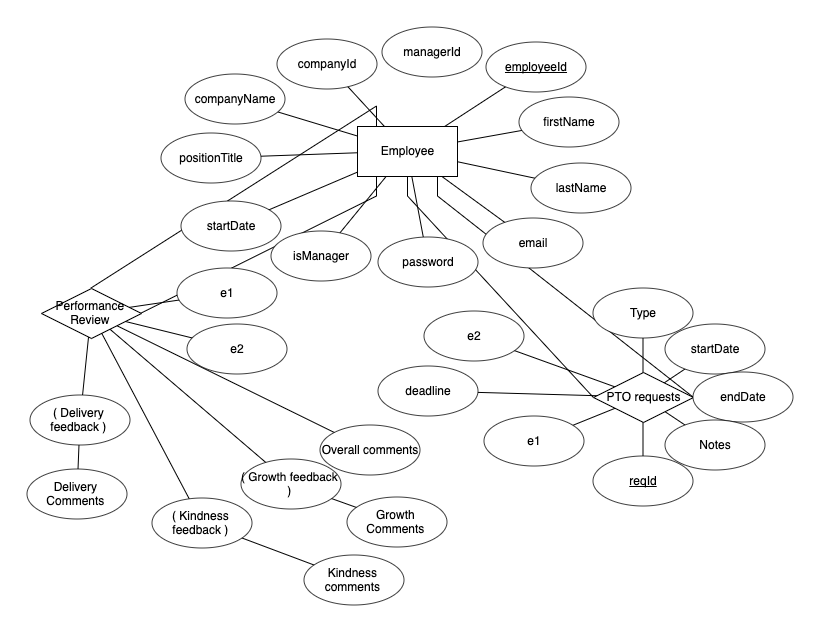 managerId
companyId
employeeId
companyName
firstName
Employee
positionTitle
lastName
startDate
email
isManager
password
e1
Performance
Review
Type
e2
e2
startDate
deadline
PTO requests
endDate
( Delivery
feedback )
e1
Notes
Overall comments
( Growth feedback
)
reqId
Delivery
Comments
( Kindness
feedback )
Growth
Comments
Kindness
comments